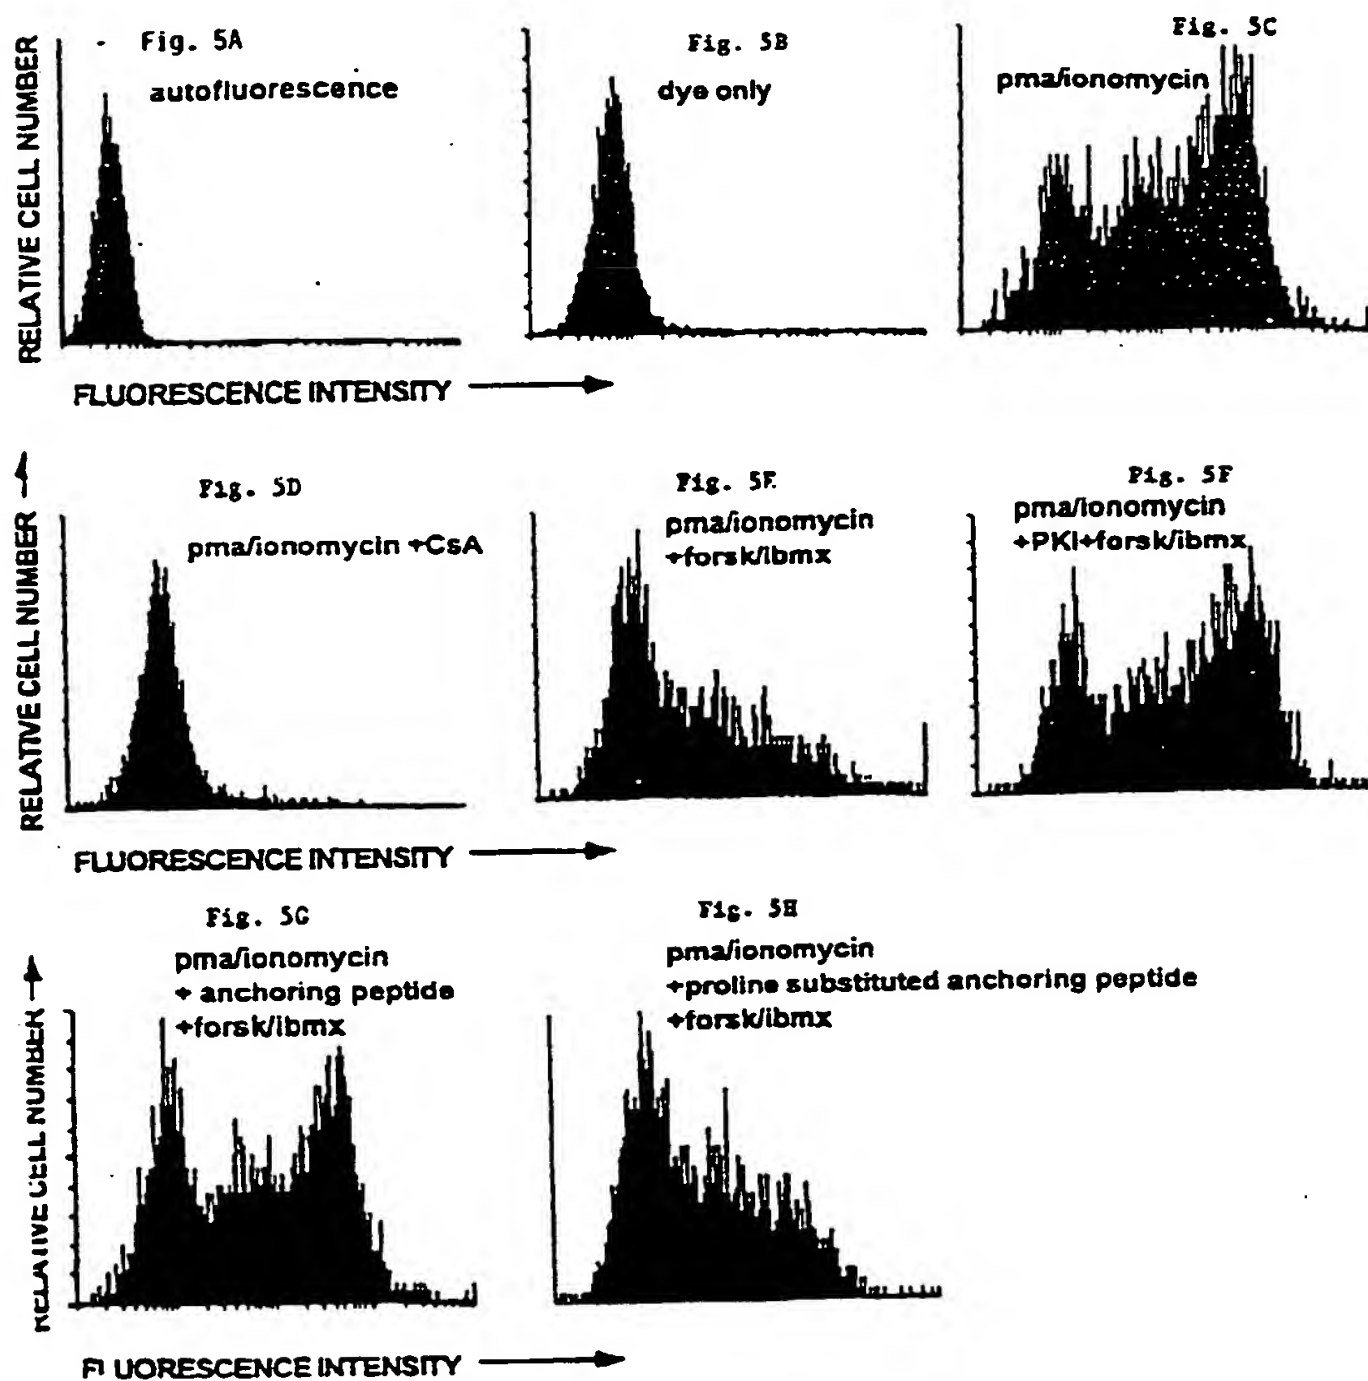 Fig. 5A
autofluorescence
RELATIVE CELL NUMBER
Fig. 5B
dye only
Fig. 5C
pma/ionomycin
FLUORESCENCE INTENSITY
Fig. 5D
pma/ionomycin +CsA
RELATIVE CELL NUMBER
Fig. 5E
pma/ionomycin
+forsk/ibmx
Fig. 5F
pma/ionomycin
+PKI+forsk/ibmx
FLUORESCENCE INTENSITY
Fig. 5G
pma/ionomycin
+ anchoring peptide
+forsk/ibmx
RELATIVE CELL NUMBER
Fig. 5H
pma/ionomycin
+proline substituted anchoring peptide
+forsk/ibmx
FLUORESCENCE INTENSITY